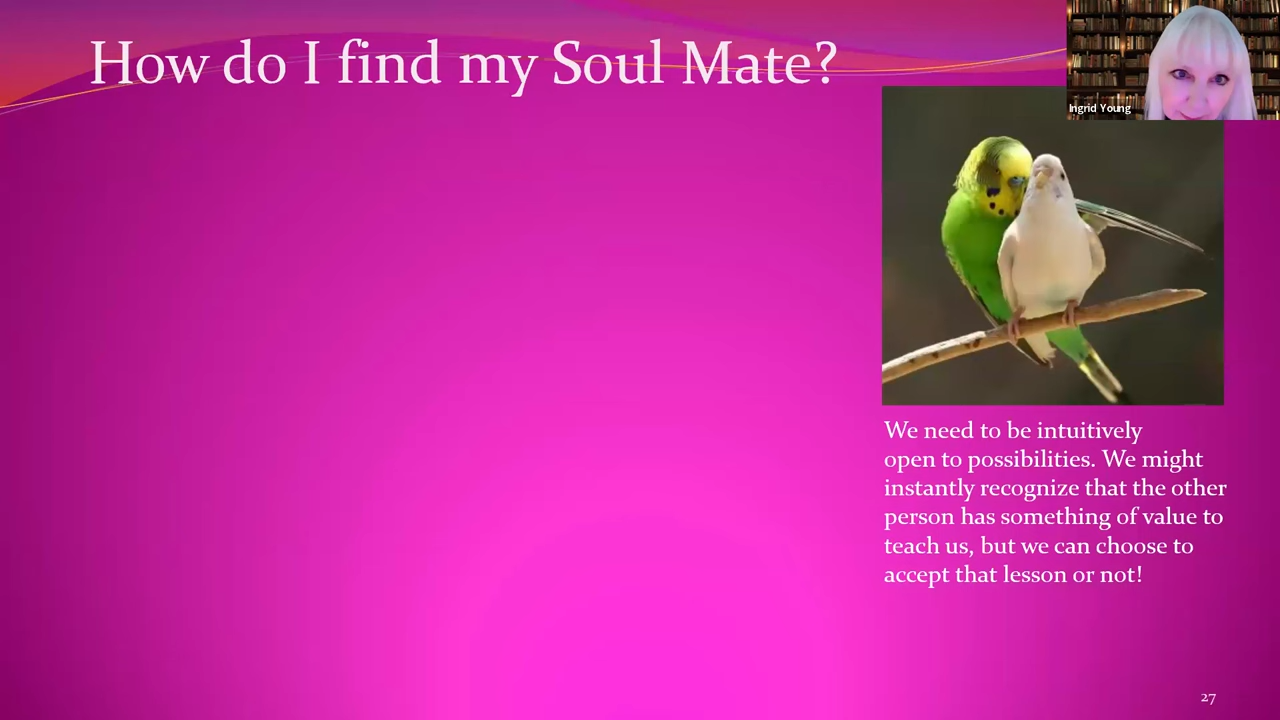 How do I find my Soul Mate?
Ingrid Young
We need to be intuitively
open to possibilities. We might
instantly recognize that the other
person has something of value to
teach us, but we can choose to
accept that lesson or not!
27